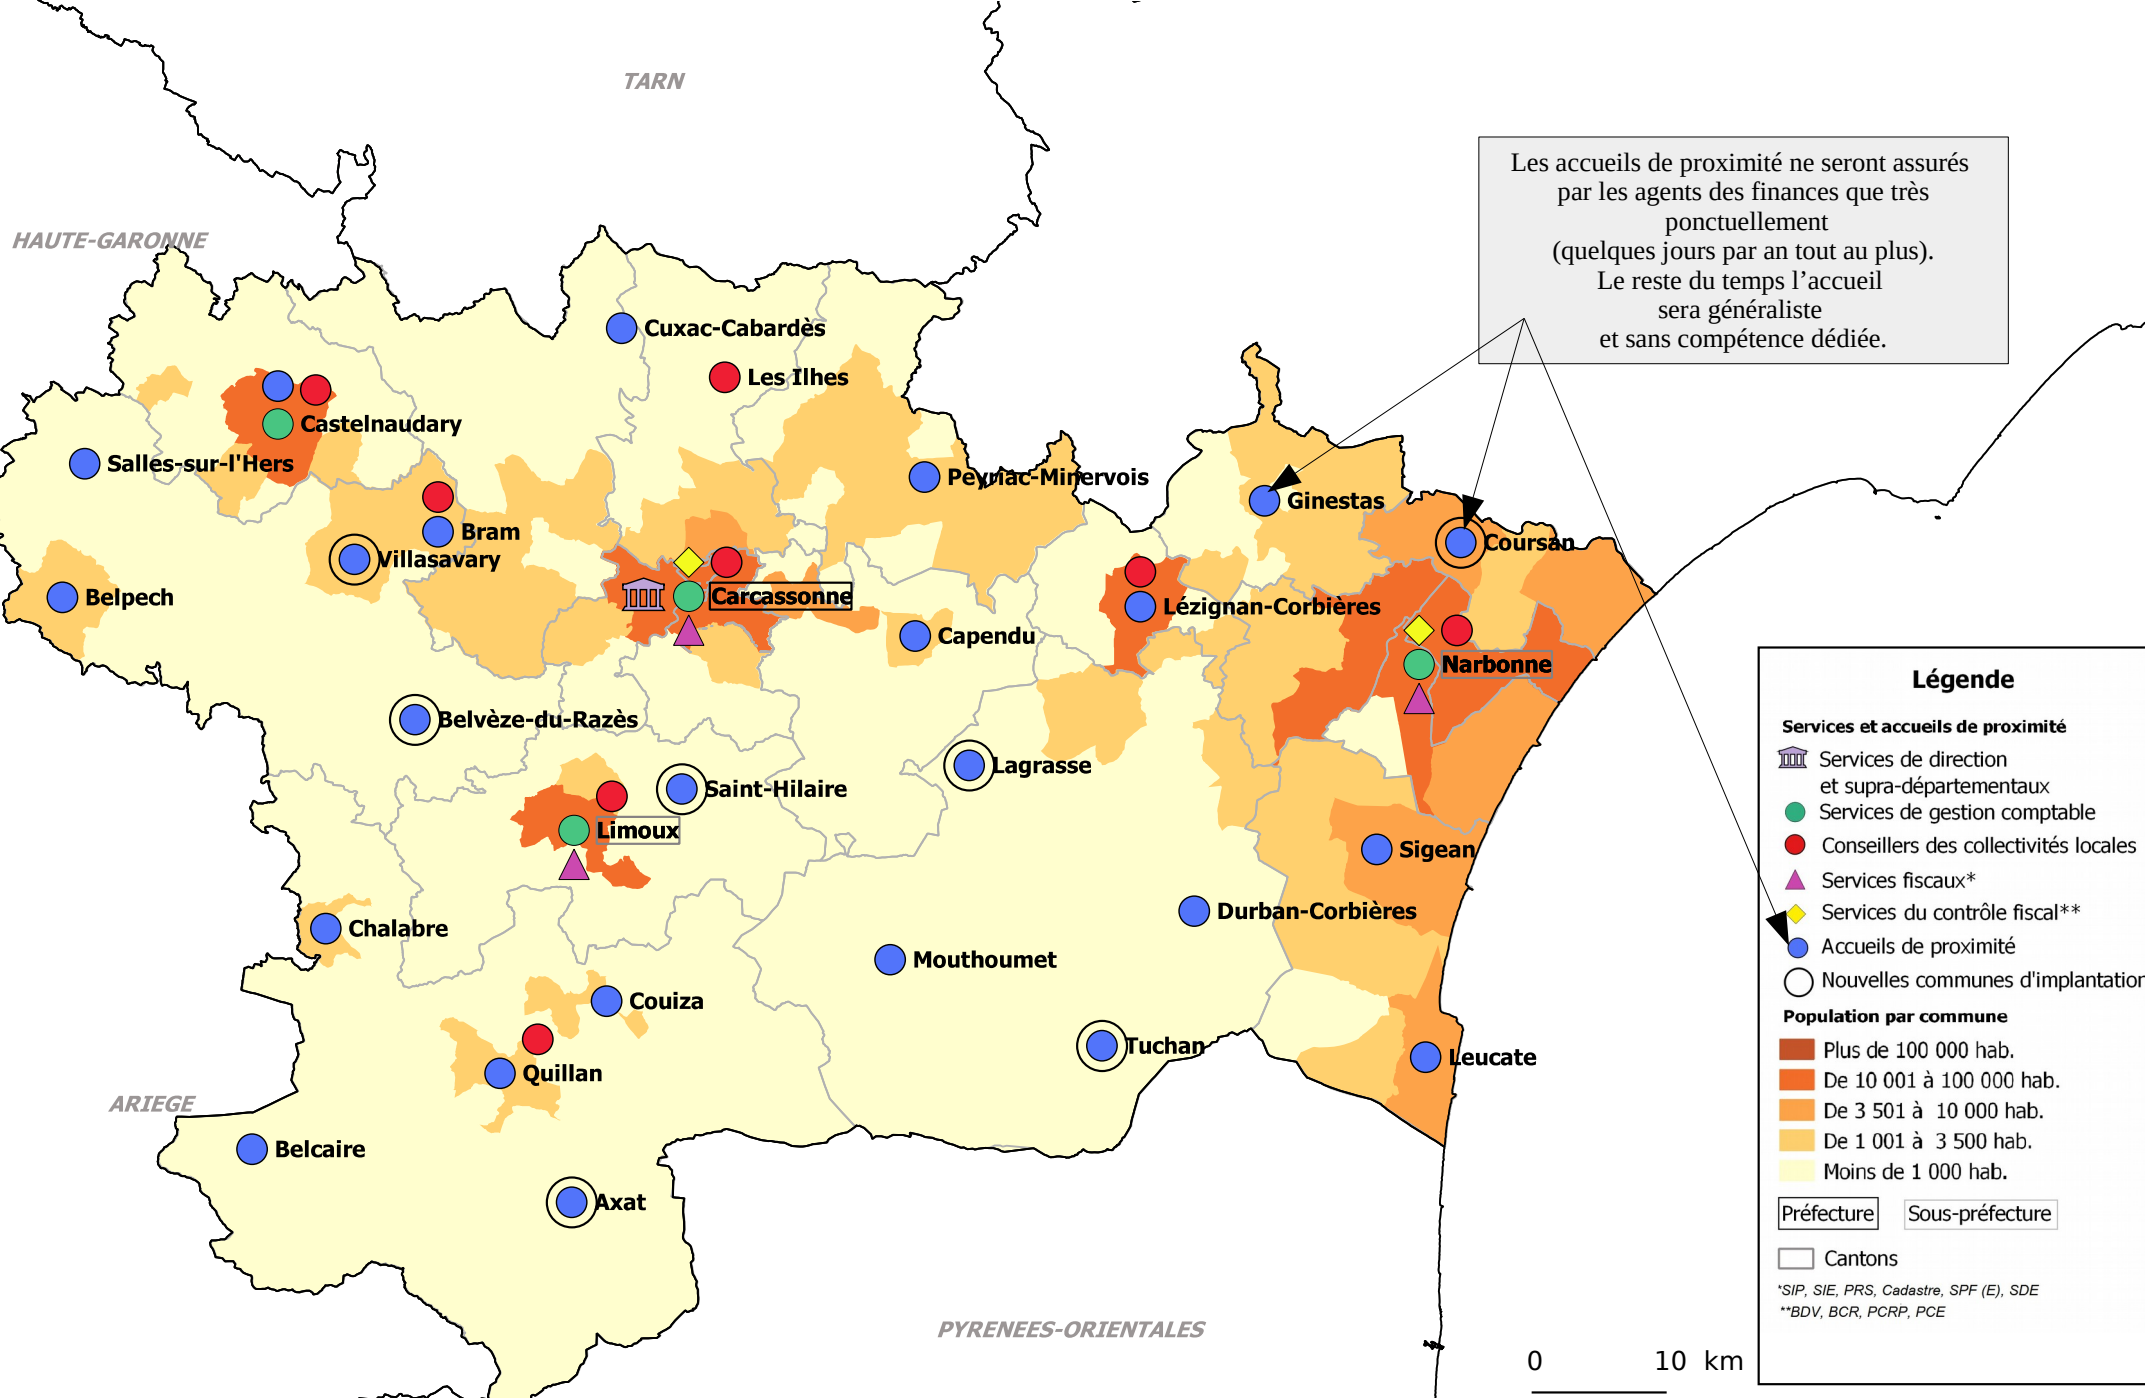 TARN
HAUTE-GARONNE
Les accueils de proximité ne seront assurés
par les agents des finances que très
ponctuellement
(quelques jours par an tout au plus).
Le reste du temps l’accueil
sera généraliste
et sans compétence dédiée.
Cuxac-Cabardès
Les Ilhes
Castelnaudary
Salles-sur-l'Hers
Peyriac-Minervois
Ginestas
Bram
Coursan
Villasavary
Belpech
Carcassonne
Lézignan-Corbières
Capendu
Narbonne
Belvèze-du-Razès
Lagrasse
Saint-Hilaire
Limoux
Sigean
Durban-Corbières
Chalabre
Mouthoumet
Couiza
Tuchan
Leucate
Quillan
ARIEGE
Belcaire
Axat
PYRENEES-ORIENTALES
0 10 km
Légende
Services et accueils de proximité
Services de direction
et supra-départementaux
Services de gestion comptable
Conseillers des collectivités locales
Services fiscaux*
Services du contrôle fiscal**
Accueils de proximité
Nouvelles communes d'implantation
Population par commune
Plus de 100 000 hab.
De 10 001 à 100 000 hab.
De 3 501 à 10 000 hab.
De 1 001 à 3 500 hab.
Moins de 1 000 hab.
Préfecture Sous-préfecture
Cantons
*SIP, SIE, PRS, Cadastre, SPF (E), SDE
**BDV, BCR, PCRP, PCE